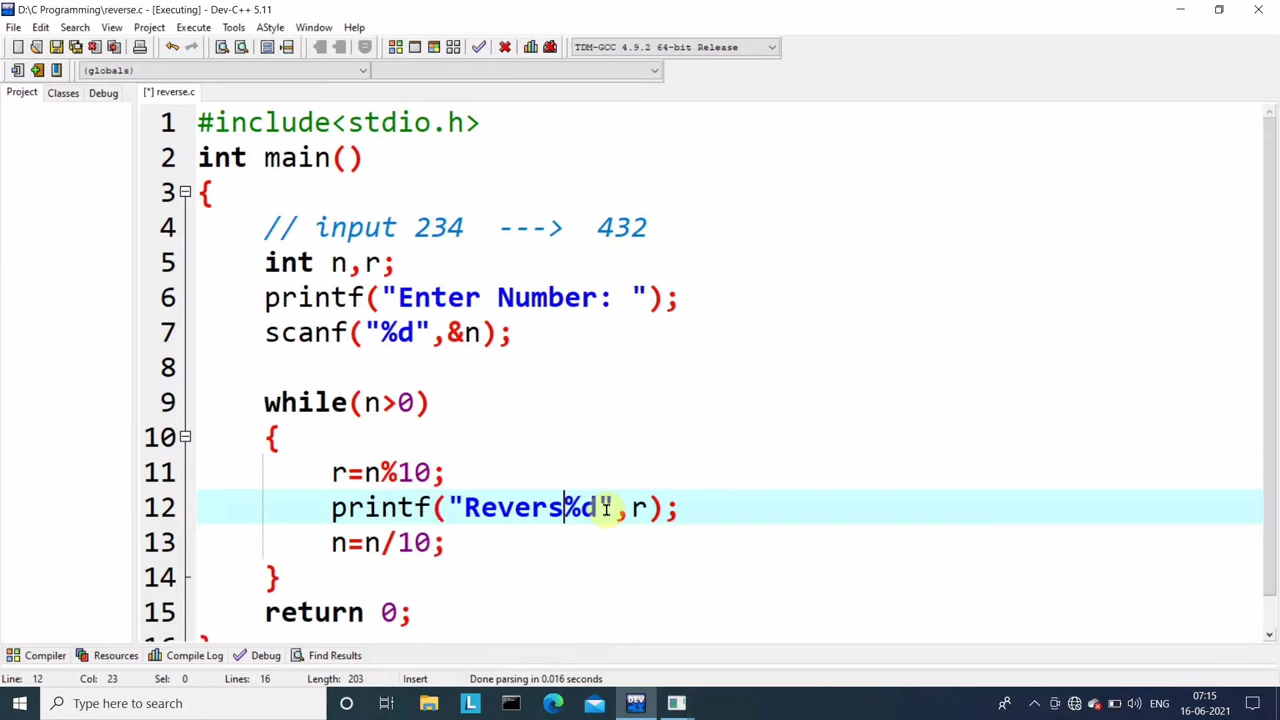 D:\C Programming\reverse.c - [Executing] - Dev-C++ 5.11
File Edit Search View Project Execute Tools AStyle Window Help
TDM-GCC 4.9.2 64-bit Release
(globals)
Project Classes Debug [*] reverse.c
1 #include<stdio.h>
2 int main()
3 {
4 // input 234 ---> 432
5 int n,r;
6 printf("Enter Number: ");
7 scanf("%d",&n);
8
9 while(n>0)
10 {
11 r=n%10;
12 printf("Revers%d",r);
13 n=n/10;
14 }
15 return 0;
16 }
Compiler Resources Compile Log Debug Find Results
Line: 12 Col: 23 Sel: 0 Lines: 16 Length: 203 Insert Done parsing in 0.016 seconds
Type here to search L DEV ENG 07:15
16-06-2021